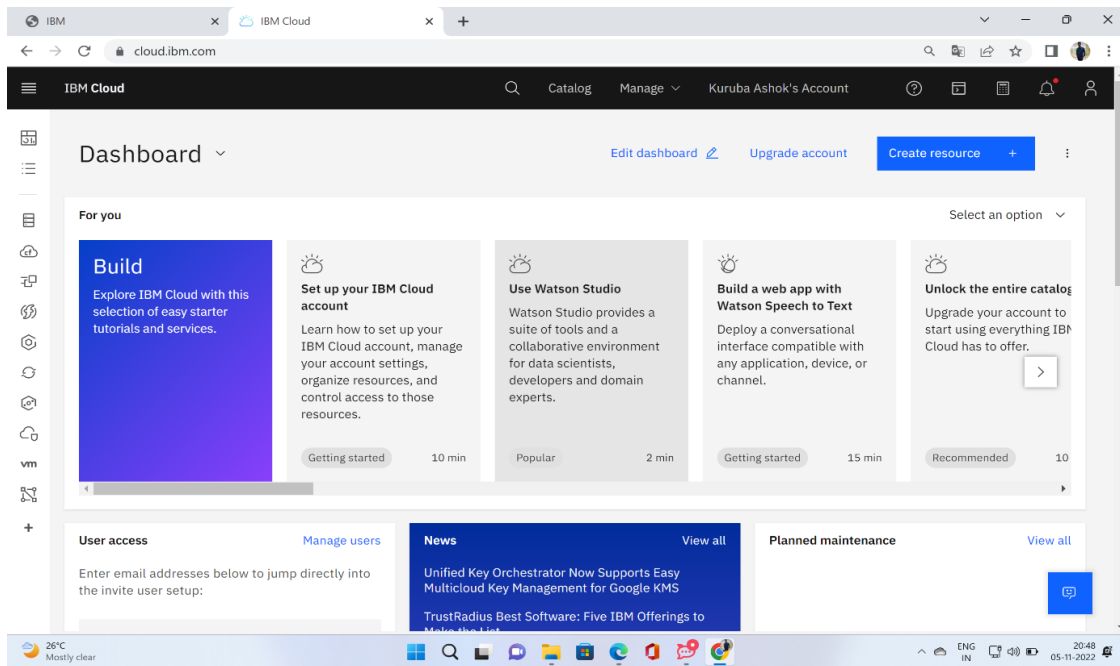 IBM
IBM Cloud
cloud.ibm.com
IBM Cloud
Catalog
Manage
Kuruba Ashok's Account
Dashboard
Edit dashboard
Upgrade account
Create resource +
For you
Select an option
Build
Explore IBM Cloud with this
selection of easy starter
tutorials and services.
Set up your IBM Cloud
account
Learn how to set up your
IBM Cloud account, manage
your account settings,
organize resources, and
control access to those
resources.
Getting started
10 min
Use Watson Studio
Watson Studio provides a
suite of tools and a
collaborative environment
for data scientists,
developers and domain
experts.
Popular
2 min
Build a web app with
Watson Speech to Text
Deploy a conversational
interface compatible with
any application, device, or
channel.
Getting started
15 min
Unlock the entire catalog
Upgrade your account to
start using everything IBM
Cloud has to offer.
Recommended
10
vm
User access
Manage users
Enter email addresses below to jump directly into
the invite user setup:
News
View all
Unified Key Orchestrator Now Supports Easy
Multicloud Key Management for Google KMS
TrustRadius Best Software: Five IBM Offerings to
Make the List
Planned maintenance
View all
26°C
Mostly clear
ENG
IN
20:48
05-11-2022